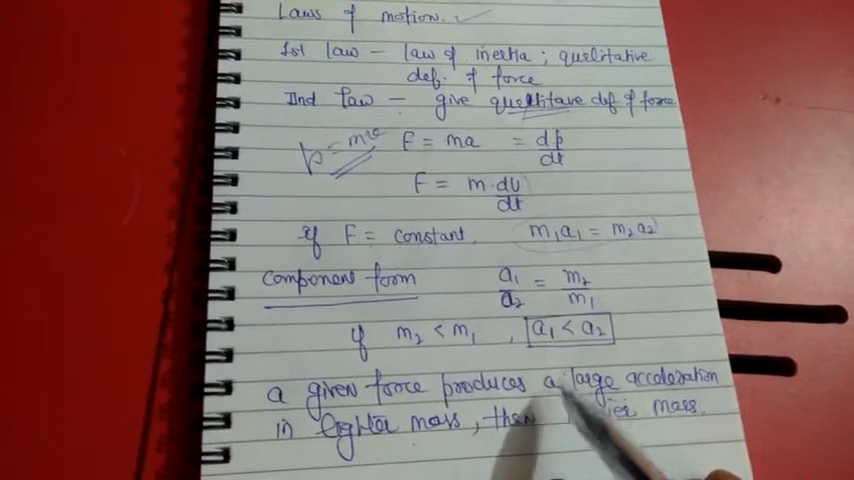 Laws of motion.
Ist law - law of inertia ; qualitative
def. of force
IInd law - give quantitave def of force
F = ma = dp/dt
F = m. dv/dt
if F = constant, m₁a₁ = m₂a₂
Component form a₁/a₂ = m₂/m₁
if m₂ < m₁ , a₁ < a₂
a given force produces a large acceleration
in lighter mass, then mass.